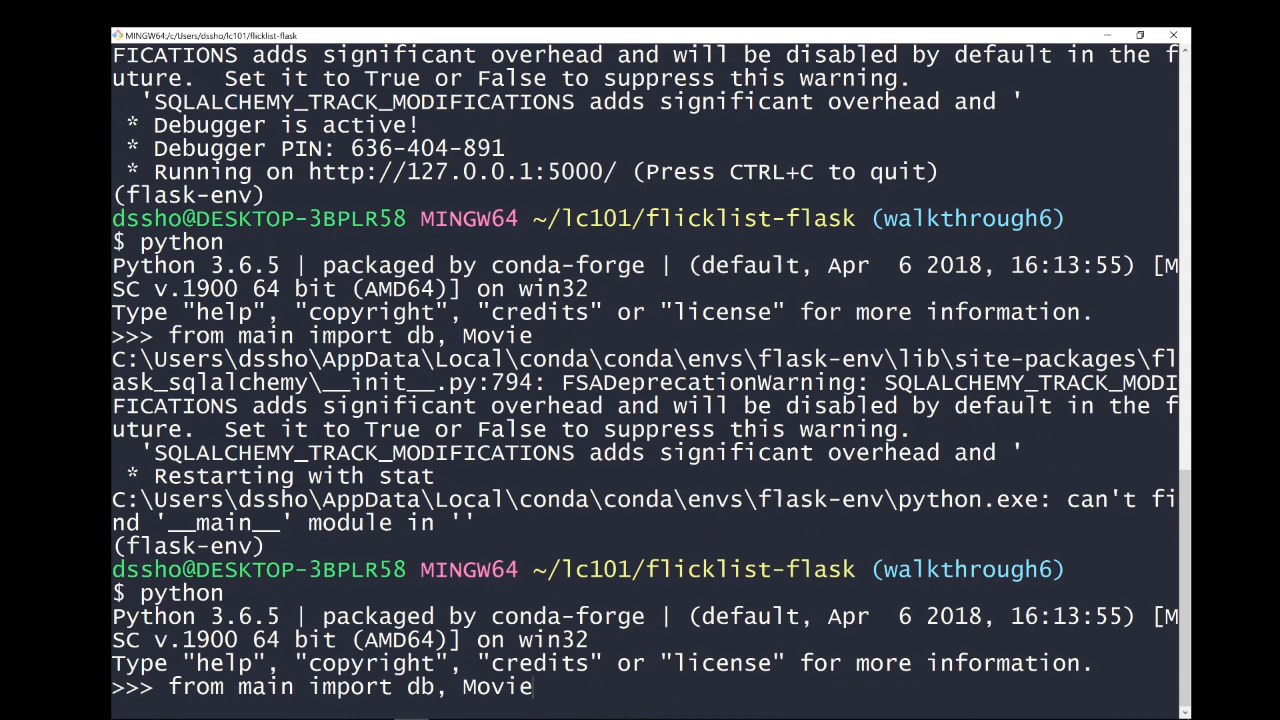 MINGW64:/c/Users/dssho/lc101/flicklist-flask
FICATIONS adds significant overhead and will be disabled by default in the f
uture.  Set it to True or False to suppress this warning.
  'SQLALCHEMY_TRACK_MODIFICATIONS adds significant overhead and '
 * Debugger is active!
 * Debugger PIN: 636-404-891
 * Running on http://127.0.0.1:5000/ (Press CTRL+C to quit)
(flask-env)
dssho@DESKTOP-3BPLR58 MINGW64 ~/lc101/flicklist-flask (walkthrough6)
$ python
Python 3.6.5 | packaged by conda-forge | (default, Apr  6 2018, 16:13:55) [M
SC v.1900 64 bit (AMD64)] on win32
Type "help", "copyright", "credits" or "license" for more information.
>>> from main import db, Movie
C:\Users\dssho\AppData\Local\conda\conda\envs\flask-env\lib\site-packages\fl
ask_sqlalchemy\__init__.py:794: FSADeprecationWarning: SQLALCHEMY_TRACK_MODI
FICATIONS adds significant overhead and will be disabled by default in the f
uture.  Set it to True or False to suppress this warning.
  'SQLALCHEMY_TRACK_MODIFICATIONS adds significant overhead and '
 * Restarting with stat
C:\Users\dssho\AppData\Local\conda\conda\envs\flask-env\python.exe: can't fi
nd '__main__' module in ''
(flask-env)
dssho@DESKTOP-3BPLR58 MINGW64 ~/lc101/flicklist-flask (walkthrough6)
$ python
Python 3.6.5 | packaged by conda-forge | (default, Apr  6 2018, 16:13:55) [M
SC v.1900 64 bit (AMD64)] on win32
Type "help", "copyright", "credits" or "license" for more information.
>>> from main import db, Movie